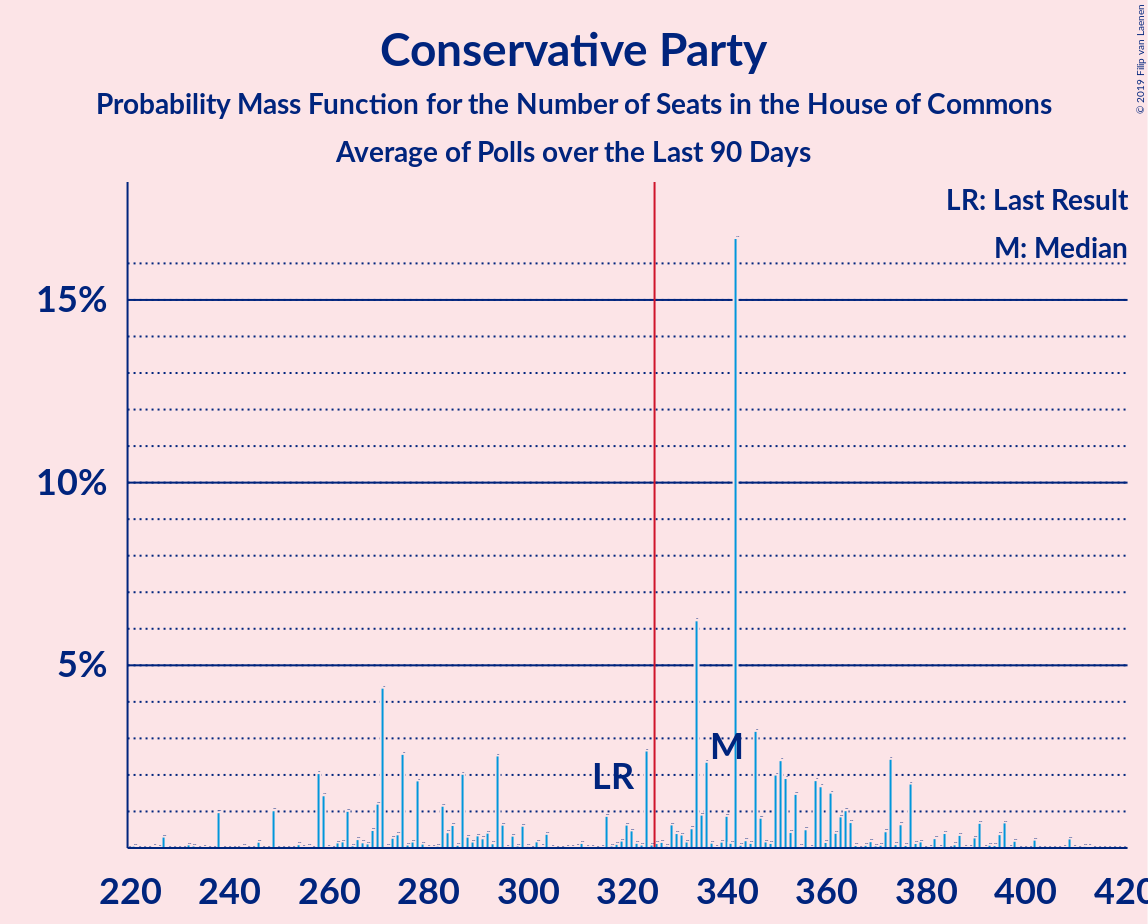 Conservative Party
Probability Mass Function for the Number of Seats in the House of Commons
Average of Polls over the Last 90 Days
© 2019 Filip van Laenen
LR: Last Result
M: Median
15%
10%
5%
LR
M
220 240 260 280 300 320 340 360 380 400 420